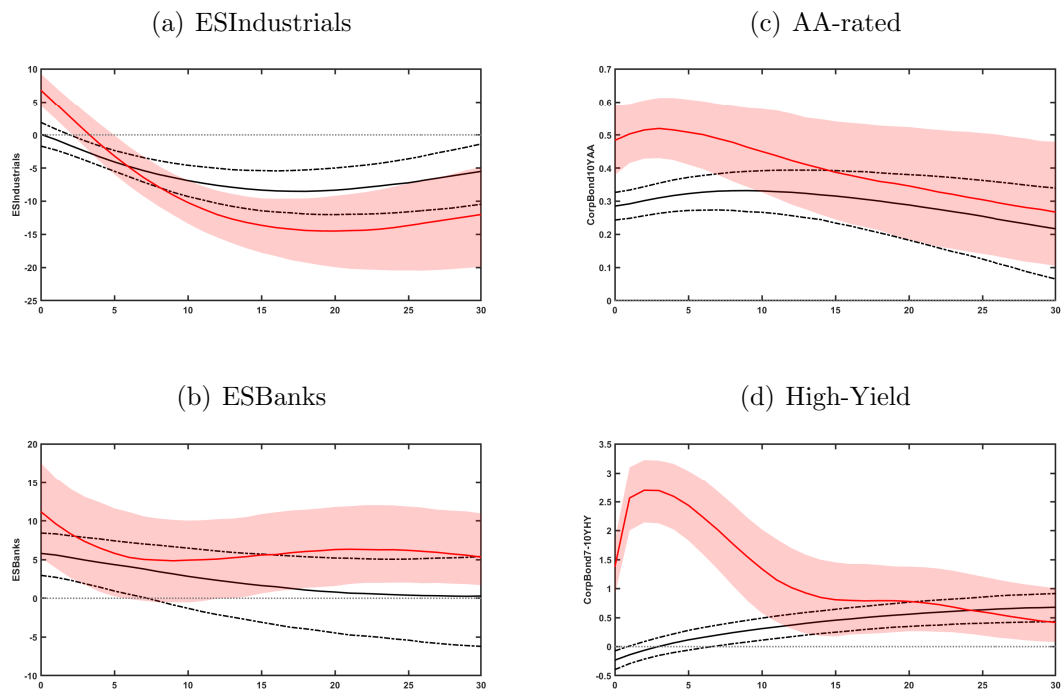 (a) ESIndustrials
10
5
0
-5
-10
-15
-20
-25
ESIndustrials
0 5 10 15 20 25 30
(c) AA-rated
0.7
0.6
0.5
0.4
0.3
0.2
0.1
0
CorpBond10YAA
0 5 10 15 20 25 30
(b) ESBanks
20
15
10
5
0
-5
-10
ESBanks
0 5 10 15 20 25 30
(d) High-Yield
3.5
3
2.5
2
1.5
1
0.5
0
-0.5
CorpBond7-10YHY
0 5 10 15 20 25 30